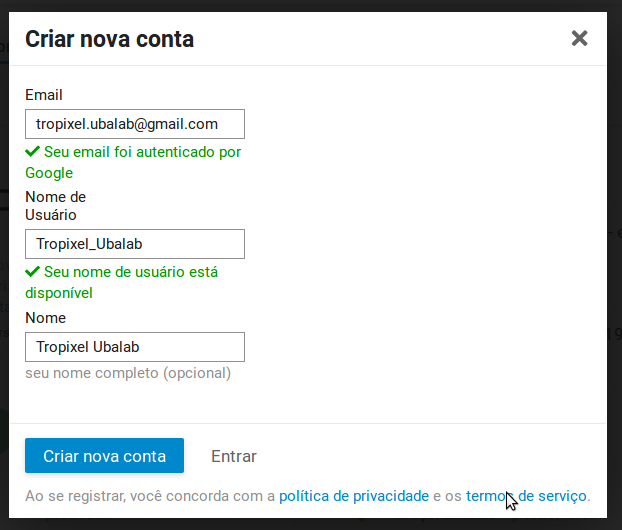 Criar nova conta
Email
tropixel.ubalab@gmail.com
Seu email foi autenticado por
Google
Nome de
Usuário
Tropixel_Ubalab
Seu nome de usuário está
disponível
Nome
Tropixel Ubalab
seu nome completo (opcional)
Criar nova conta Entrar
Ao se registrar, você concorda com a política de privacidade e os termos de serviço.